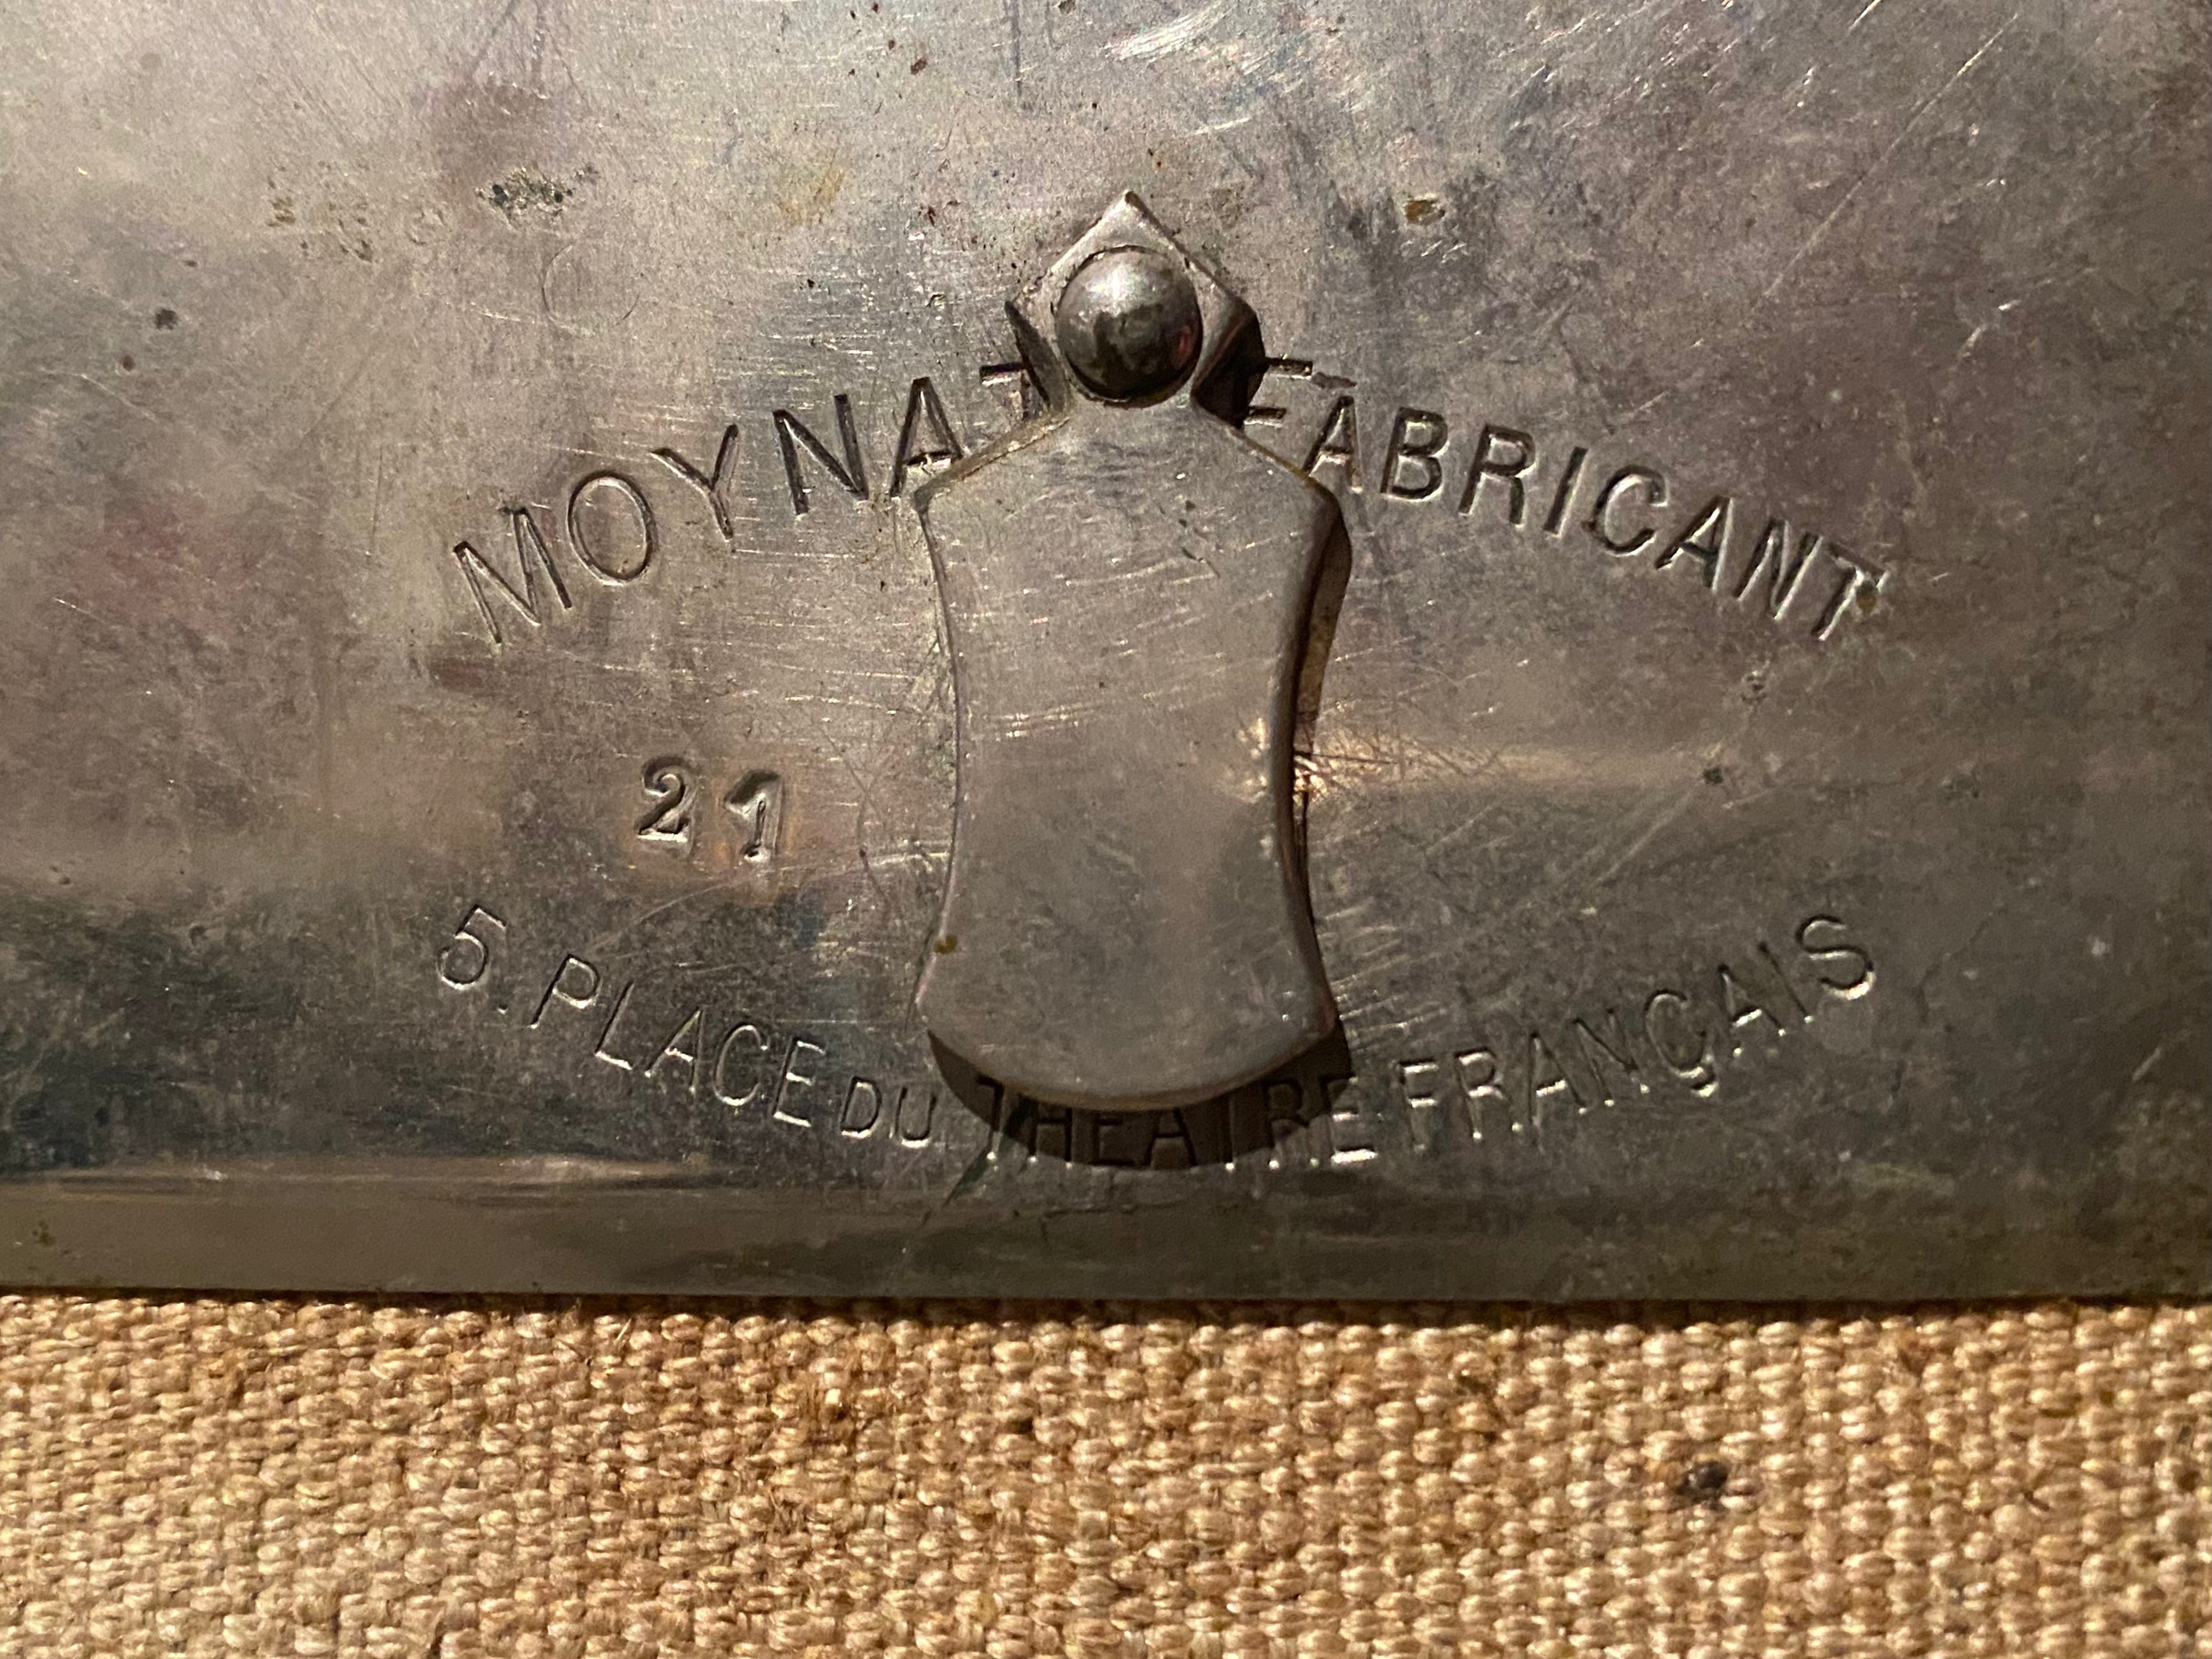 MOYNAT FABRICANT
21
5. PLACE DU THEATRE FRANÇAIS